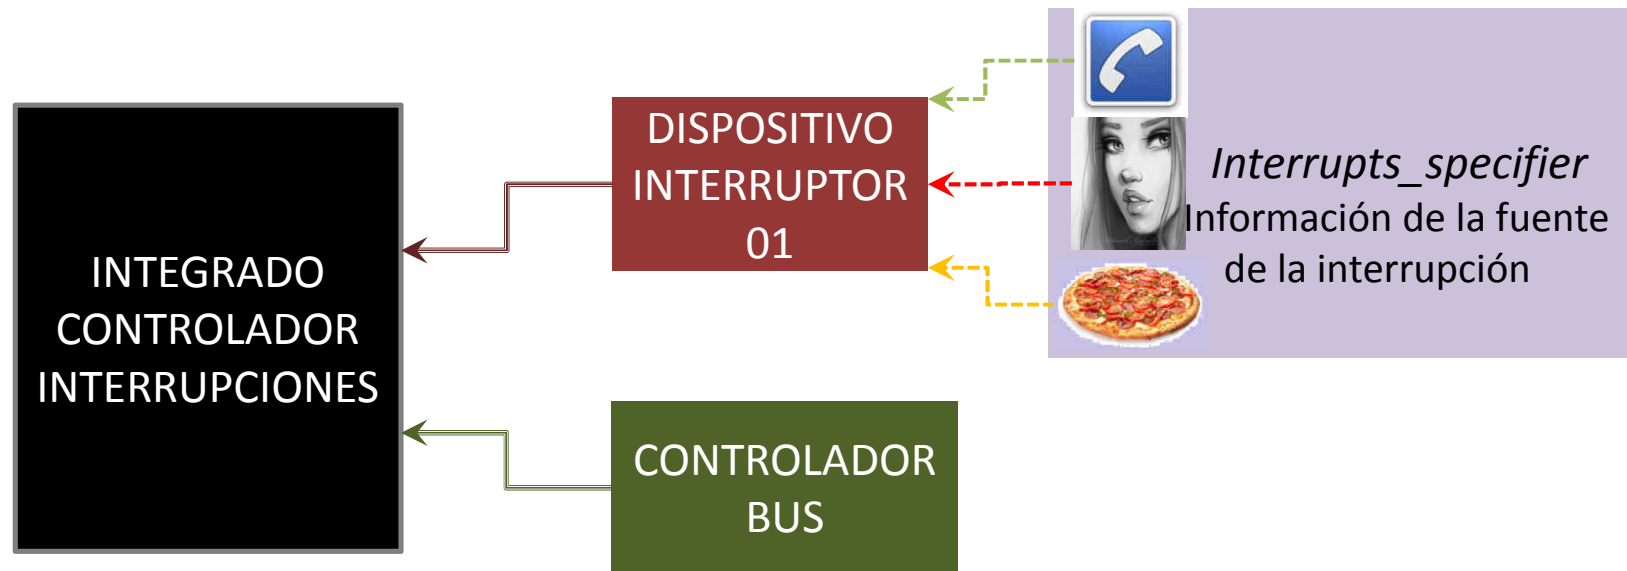 INTEGRADO
CONTROLADOR
INTERRUPCIONES
DISPOSITIVO
INTERRUPTOR
01
CONTROLADOR
BUS
Interrupts_specifier
Información de la fuente
de la interrupción